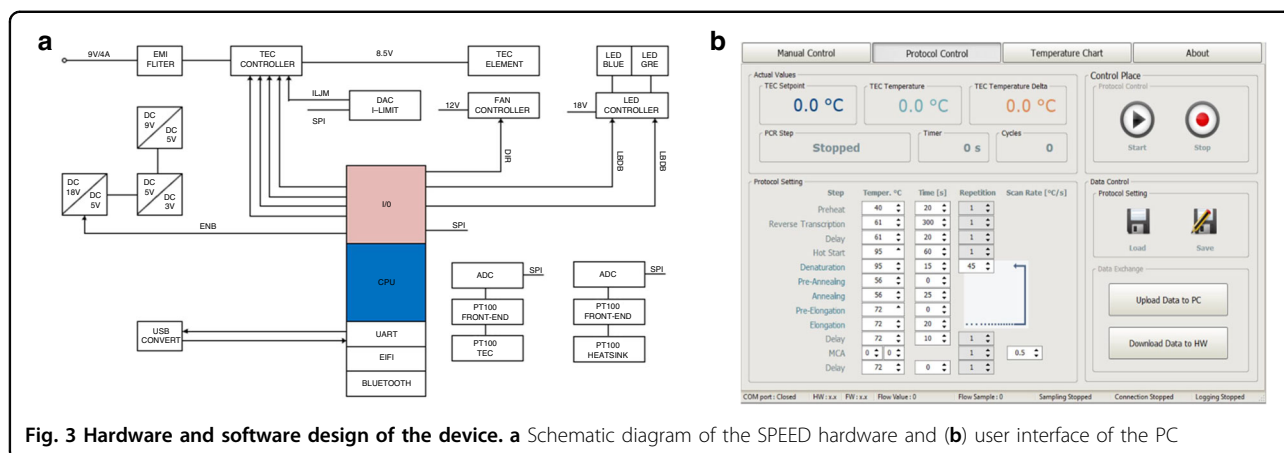 a
9V/4A
EMI
FLITER
TEC
CONTROLLER
8.5V
TEC
ELEMENT
LED
BLUE
LED
GRE
ILJM
SPI
DAC
I–LIMIT
12V
FAN
CONTROLLER
18V
LED
CONTROLLER
DC
9V
DC
5V
DC
18V
DC
5V
DC
5V
DC
3V
DIR
LBDB
LBDB
I/0
ENB
SPI
CPU
ADC
SPI
ADC
SPI
PT100
FRONT-END
PT100
FRONT-END
USB
CONVERT
UART
PT100
TEC
PT100
HEATSINK
EIFI
BLUETOOTH
b
Manual Control
Protocol Control
Temperature Chart
About
Actual Values
TEC Setpoint
0.0 °C
TEC Temperature
0.0 °C
TEC Temperature Delta
0.0 °C
PCR Step
Stopped
Timer
0 s
Cycles
0
Control Place
Protocol Control
Start
Stop
Protocol Setting
Step Temper. °C Time [s] Repetition Scan Rate [°C/s]
Preheat 40 20 1
Reverse Transcription 61 300 1
Delay 61 20 1
Hot Start 95 60 1
Denaturation 95 15 45
Pre-Annealing 56 0
Annealing 56 25
Pre-Elongation 72 0
Elongation 72 20
Delay 72 10 1
MCA 0 0 1 0.5
Delay 72 0 1
Data Control
Protocol Setting
Load
Save
Data Exchange
Upload Data to PC
Download Data to HW
COM port : Closed HW : x.x FW : x.x Flow Value : 0 Flow Sample : 0 Sampling Stopped Connection Stopped Logging Stopped
Fig. 3 Hardware and software design of the device. a Schematic diagram of the SPEED hardware and (b) user interface of the PC